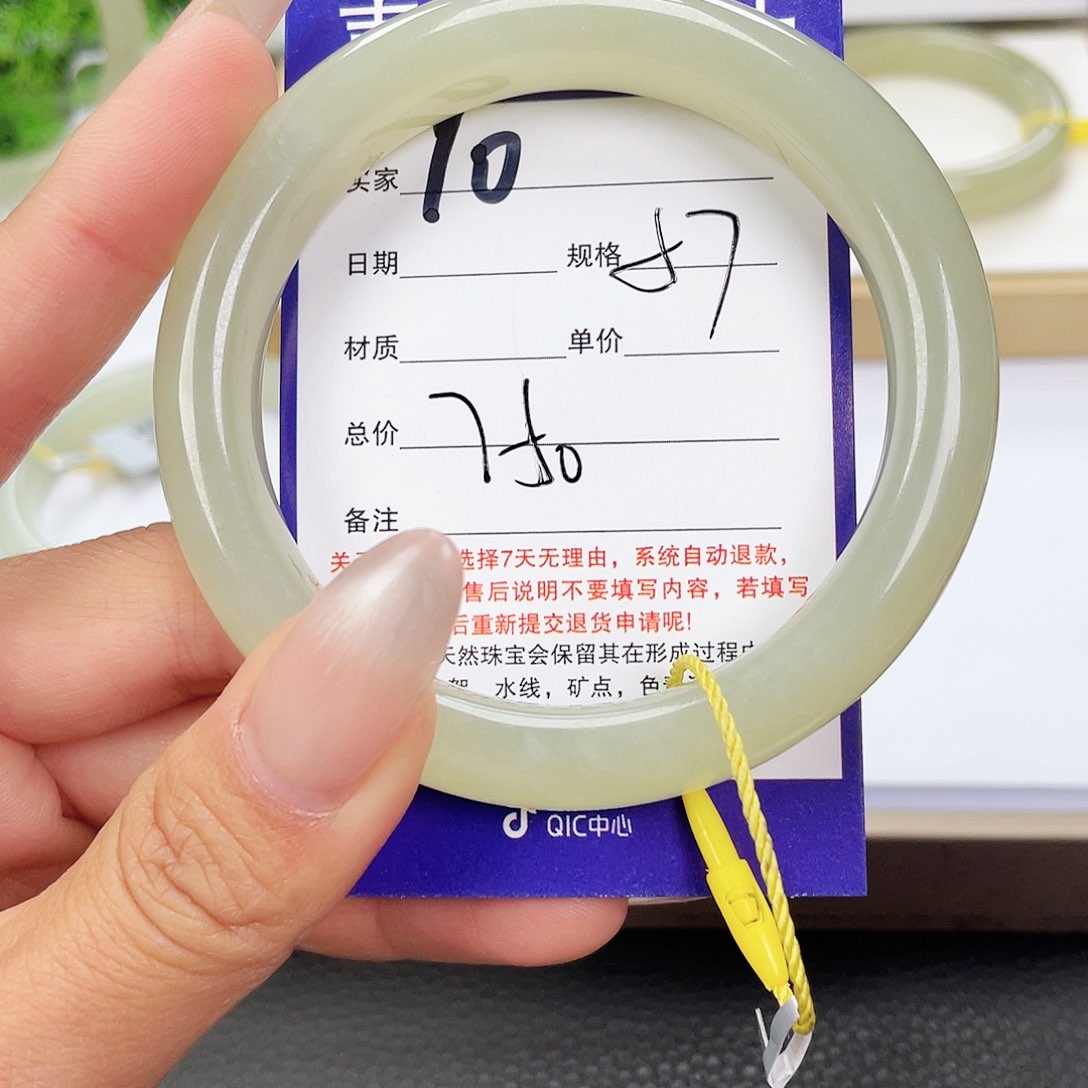 卖家 10
日期 规格 57
材质 单价
总价 750
备注
关 选择7天无理由，系统自动退款，
售后说明不要填写内容，若填写
后重新提交退货申请呢!
天然珠宝会保留其在形成过程中
水线，矿点，色
QIC中心